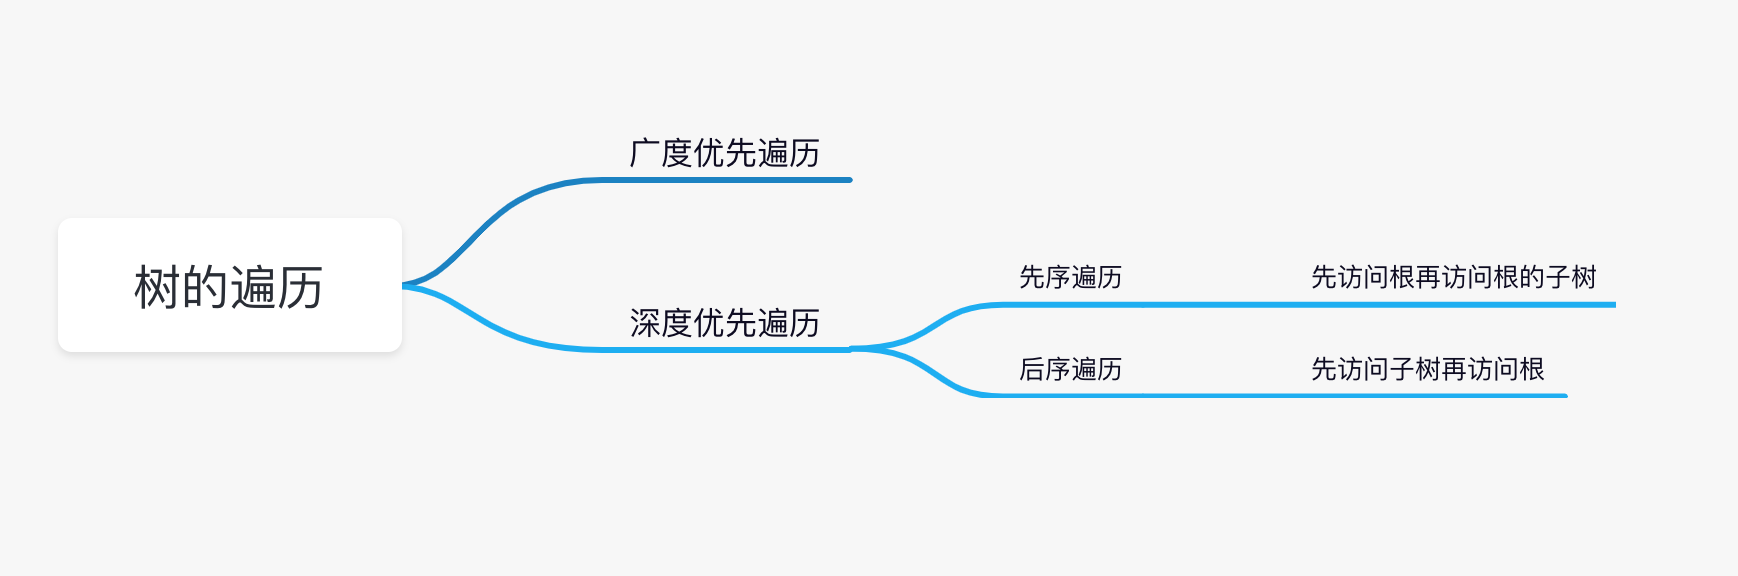 树的遍历
广度优先遍历
深度优先遍历
先序遍历
先访问根再访问根的子树
后序遍历
先访问子树再访问根